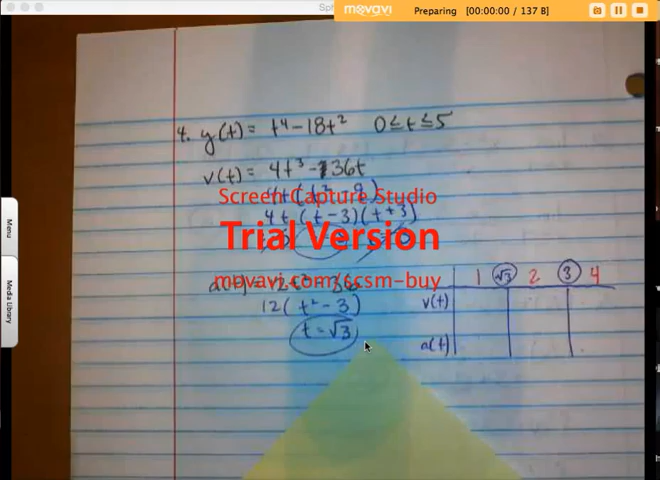 movavi Preparing [00:00:00 / 137 B]
4. y(t) = t⁴ - 18t² 0 ≤ t ≤ 5
v(t) = 4t³ - 36t
4t (t² - 9)
Screen Capture Studio
4t (t - 3)(t + 3)
Trial Version
movavi.com/scsm-buy
a(t) = 12t² - 36
12(t² - 3)
t = √3
1 √3 2 3 4
v(t)
a(t)
Menu
Media Library